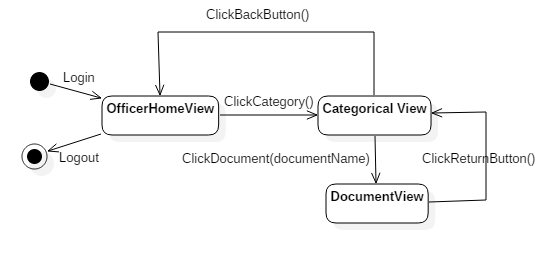 ClickBackButton()
Login
OfficerHomeView
ClickCategory()
Categorical View
Logout
ClickDocument(documentName)
ClickReturnButton()
DocumentView